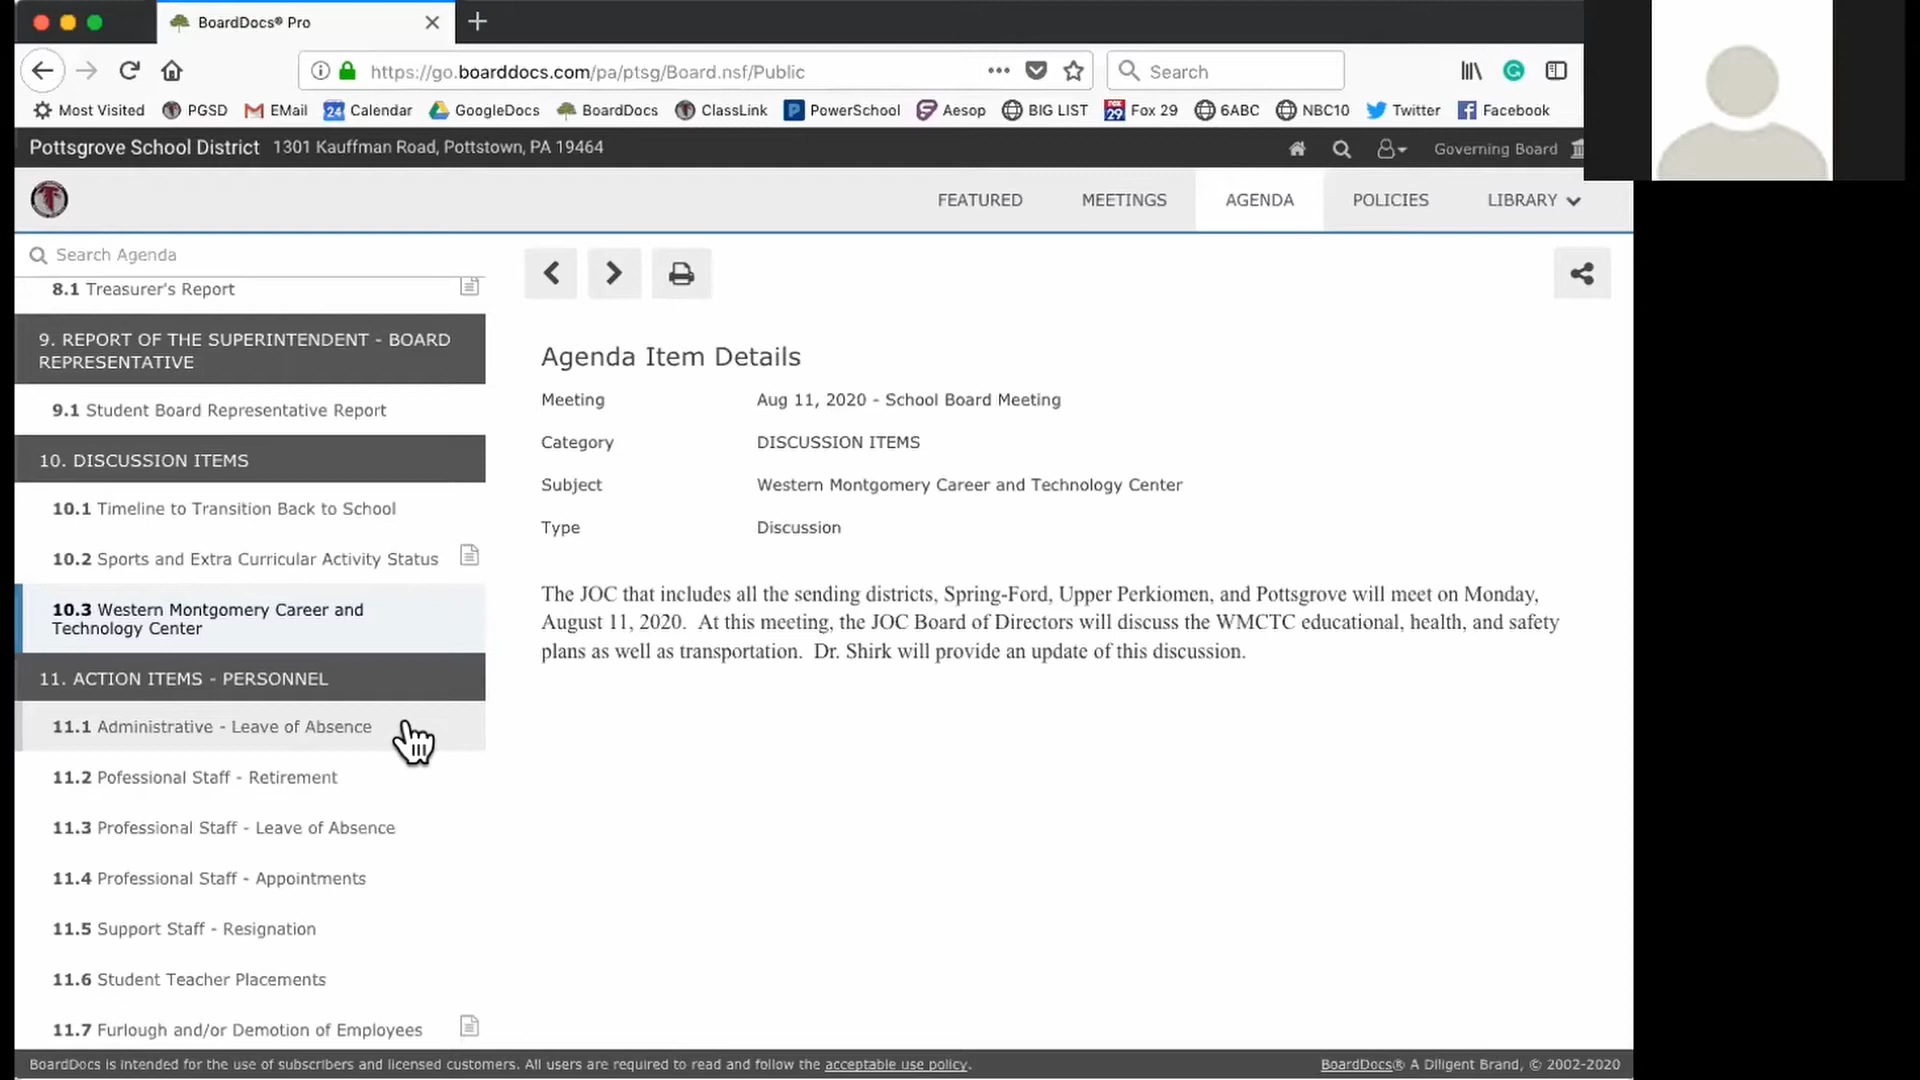 BoardDocs® Pro
https://go.boarddocs.com/pa/ptsg/Board.nsf/Public
Search
Most Visited PGSD EMail 24 Calendar GoogleDocs BoardDocs ClassLink PowerSchool Aesop BIG LIST Fox 29 6ABC NBC10 Twitter Facebook
Pottsgrove School District 1301 Kauffman Road, Pottstown, PA 19464 Governing Board
FEATURED MEETINGS AGENDA POLICIES LIBRARY
Search Agenda
8.1 Treasurer's Report
9. REPORT OF THE SUPERINTENDENT - BOARD
REPRESENTATIVE
9.1 Student Board Representative Report
10. DISCUSSION ITEMS
10.1 Timeline to Transition Back to School
10.2 Sports and Extra Curricular Activity Status
10.3 Western Montgomery Career and
Technology Center
11. ACTION ITEMS - PERSONNEL
11.1 Administrative - Leave of Absence
11.2 Pofessional Staff - Retirement
11.3 Professional Staff - Leave of Absence
11.4 Professional Staff - Appointments
11.5 Support Staff - Resignation
11.6 Student Teacher Placements
11.7 Furlough and/or Demotion of Employees
Agenda Item Details
Meeting Aug 11, 2020 - School Board Meeting
Category DISCUSSION ITEMS
Subject Western Montgomery Career and Technology Center
Type Discussion
The JOC that includes all the sending districts, Spring-Ford, Upper Perkiomen, and Pottsgrove will meet on Monday,
August 11, 2020. At this meeting, the JOC Board of Directors will discuss the WMCTC educational, health, and safety
plans as well as transportation. Dr. Shirk will provide an update of this discussion.
BoardDocs is intended for the use of subscribers and licensed customers. All users are required to read and follow the acceptable use policy.
BoardDocs® A Diligent Brand, © 2002-2020